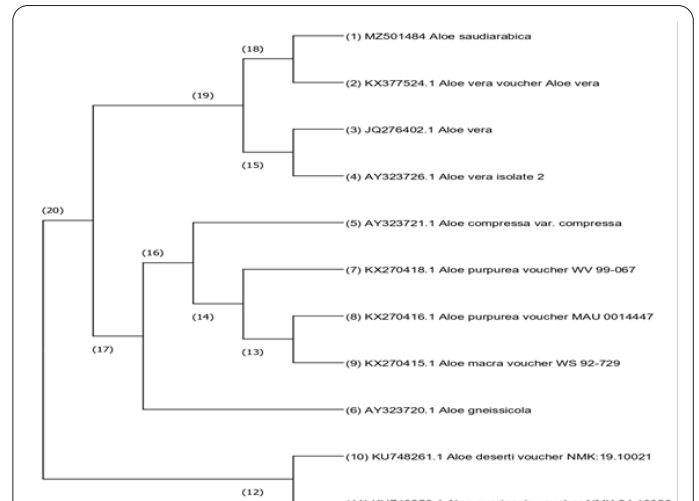 (1) MZ501484 Aloe saudiarabica
(18)
(2) KX377524.1 Aloe vera voucher Aloe vera
(19)
(3) JQ276402.1 Aloe vera
(15)
(4) AY323726.1 Aloe vera isolate 2
(20)
(5) AY323721.1 Aloe compressa var. compressa
(16)
(7) KX270418.1 Aloe purpurea voucher WV 99-067
(14)
(8) KX270416.1 Aloe purpurea voucher MAU 0014447
(17)
(13)
(9) KX270415.1 Aloe macra voucher WS 92-729
(6) AY323720.1 Aloe gneissicola
(10) KU748261.1 Aloe deserti voucher NMK:19.10021
(12)